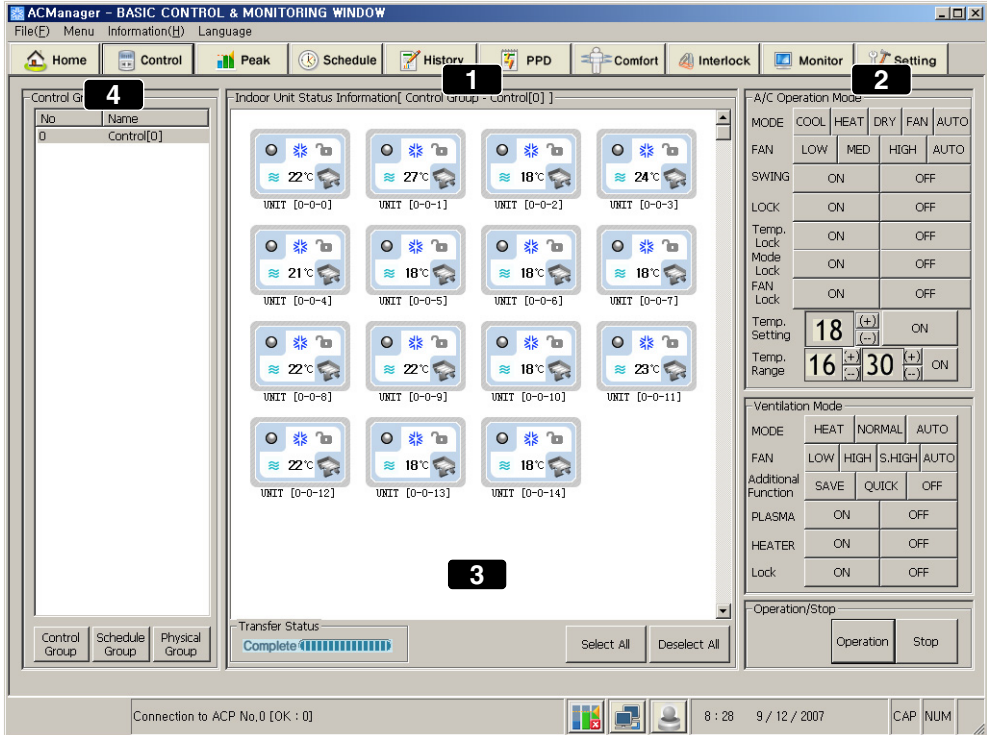 ACManager - BASIC CONTROL & MONITORING WINDOW
File(F) Menu Information(H) Language
Home Control Peak Schedule History PPD Comfort Interlock Monitor Setting
1
2
4
Control Gr
No Name
0 Control[0]
Control Group
Schedule Group
Physical Group
Indoor Unit Status Information[ Control Group - Control[0] ]
22℃ 27℃ 18℃ 24℃
UNIT [0-0-0] UNIT [0-0-1] UNIT [0-0-2] UNIT [0-0-3]
21℃ 18℃ 18℃ 18℃
UNIT [0-0-4] UNIT [0-0-5] UNIT [0-0-6] UNIT [0-0-7]
22℃ 22℃ 18℃ 23℃
UNIT [0-0-8] UNIT [0-0-9] UNIT [0-0-10] UNIT [0-0-11]
22℃ 18℃ 18℃
UNIT [0-0-12] UNIT [0-0-13] UNIT [0-0-14]
3
Transfer Status
Complete
Select All Deselect All
A/C Operation Mode
MODE COOL HEAT DRY FAN AUTO
FAN LOW MED HIGH AUTO
SWING ON OFF
LOCK ON OFF
Temp. Lock ON OFF
Mode Lock ON OFF
FAN Lock ON OFF
Temp. Setting 18 (+) (--) ON
Temp. Range 16 (+) (--) 30 (+) (--) ON
Ventilation Mode
MODE HEAT NORMAL AUTO
FAN LOW HIGH S.HIGH AUTO
Additional Function SAVE QUICK OFF
PLASMA ON OFF
HEATER ON OFF
Lock ON OFF
Operation/Stop
Operation Stop
Connection to ACP No,0 [OK : 0] 8 : 28 9 / 12 / 2007 CAP NUM